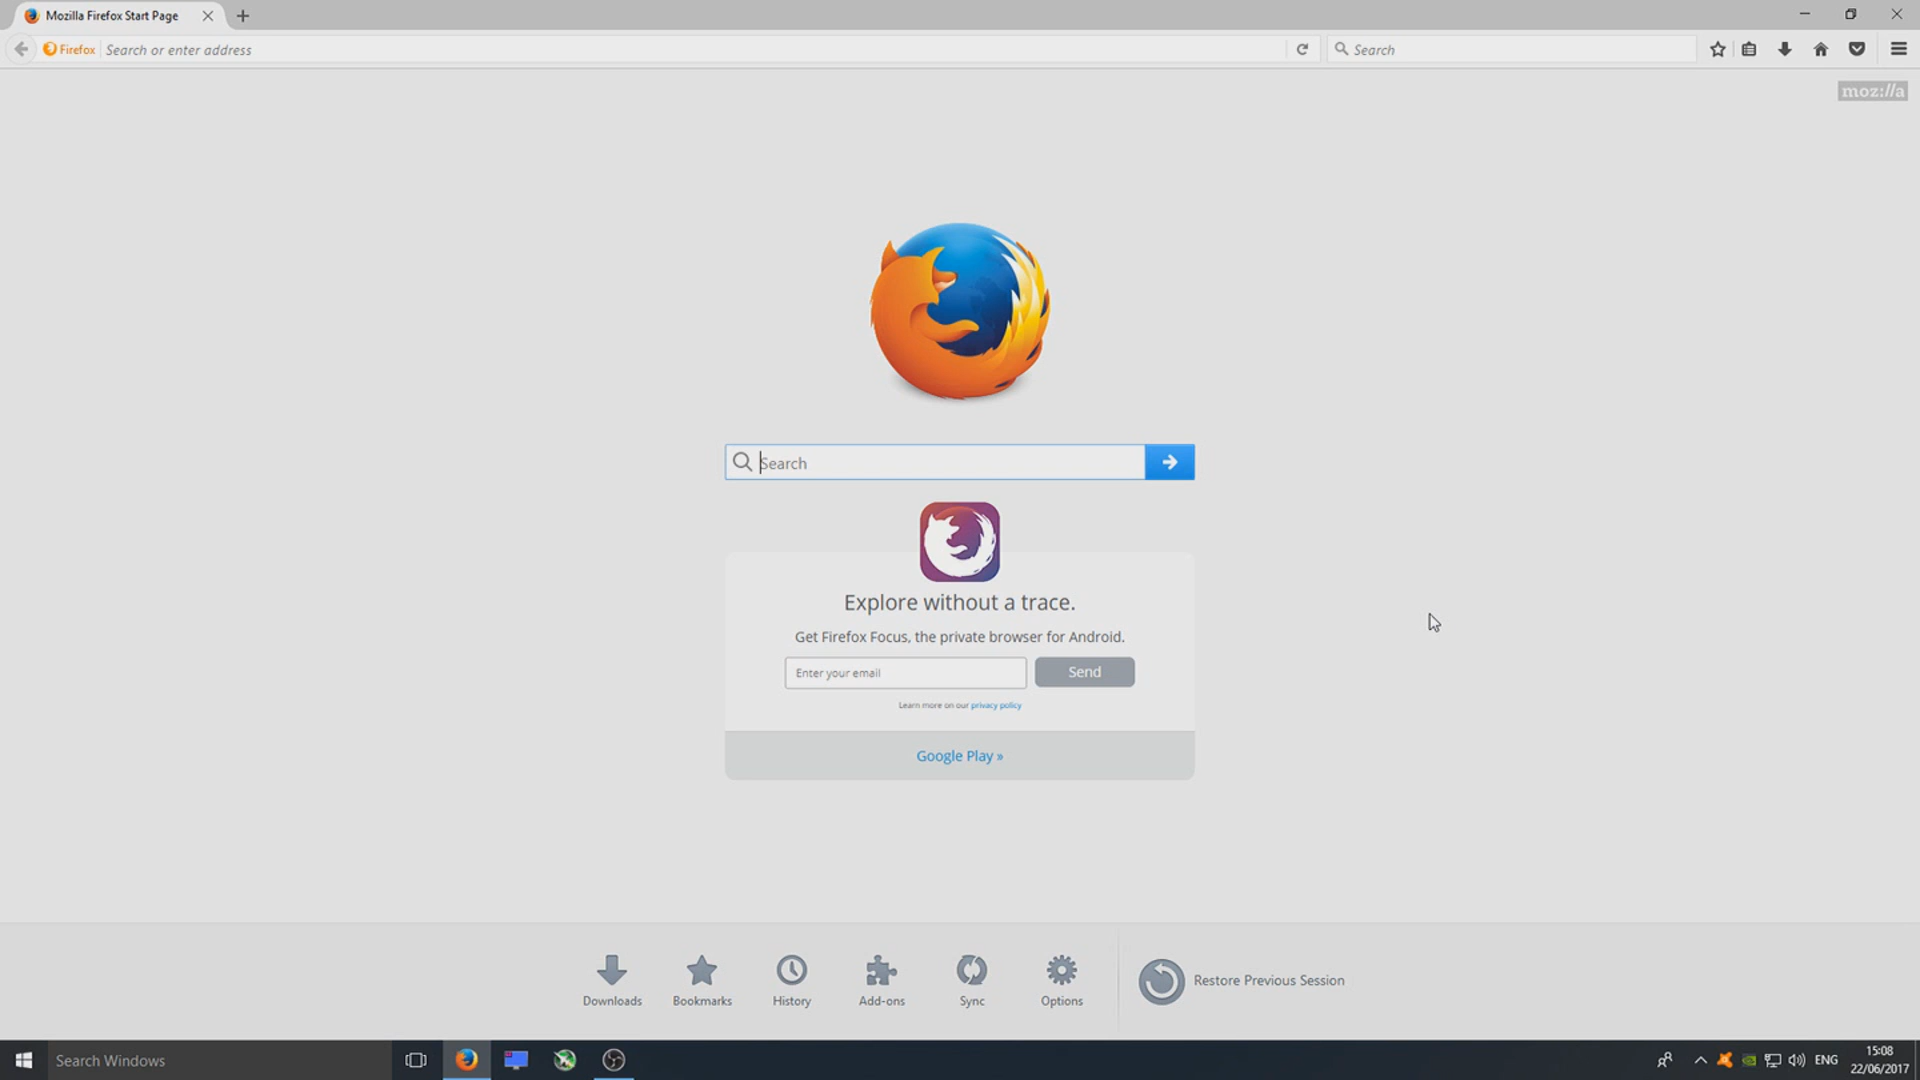 Mozilla Firefox Start Page
Firefox Search or enter address
Search
moz://a
Search
Explore without a trace.
Get Firefox Focus, the private browser for Android.
Enter your email
Send
Learn more on our privacy policy
Google Play »
Downloads
Bookmarks
History
Add-ons
Sync
Options
Restore Previous Session
Search Windows
ENG
15:08
22/06/2017